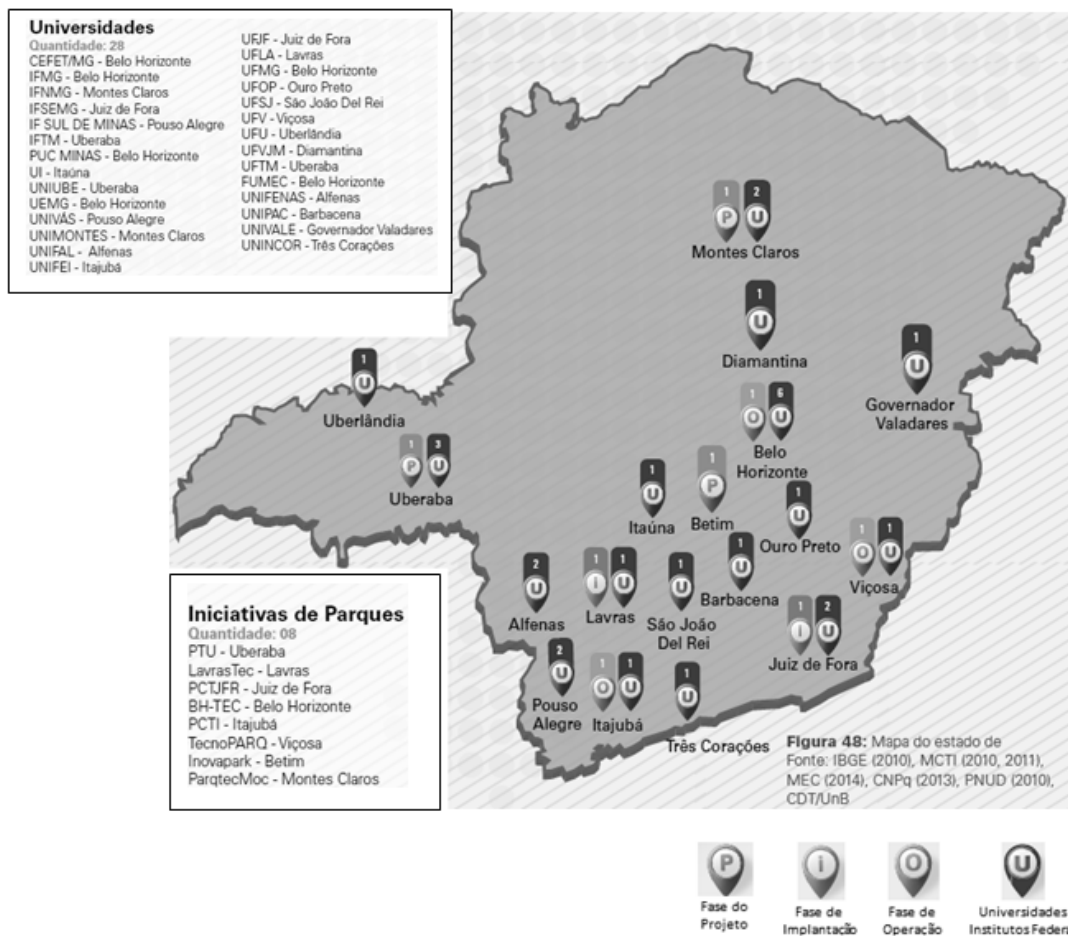 Universidades
Quantidade: 28
CEFET/MG - Belo Horizonte
IFMG - Belo Horizonte
IFNMG - Montes Claros
IFSEMG - Juiz de Fora
IF SUL DE MINAS - Pouso Alegre
IFTM - Uberaba
PUC MINAS - Belo Horizonte
UI - Itaúna
UNIUBE - Uberaba
UEMG - Belo Horizonte
UNIVÁS - Pouso Alegre
UNIMONTES - Montes Claros
UNIFAL - Alfenas
UNIFEI - Itajubá
UFJF - Juiz de Fora
UFLA - Lavras
UFMG - Belo Horizonte
UFOP - Ouro Preto
UFSJ - São João Del Rei
UFV - Viçosa
UFU - Uberlândia
UFVJM - Diamantina
UFTM - Uberaba
FUMEC - Belo Horizonte
UNIFENAS - Alfenas
UNIPAC - Barbacena
UNIVALE - Governador Valadares
UNINCOR - Três Corações
1 2
P U
Montes Claros
1
U
Diamantina
1
U
Governador
Valadares
1
U
Uberlândia
1 3
P U
Uberaba
1 6
O U
Belo
Horizonte
1
U
Itaúna
1
P
Betim
1
U
Ouro Preto
1 1
O U
Viçosa
2
U
Alfenas
1 1
I U
Lavras
1
U
São João
Del Rei
1
U
Barbacena
1 2
I U
Juiz de Fora
2
U
Pouso
Alegre
1 1
O U
Itajubá
1
U
Três Corações
Iniciativas de Parques
Quantidade: 08
PTU - Uberaba
LavrasTec - Lavras
PCTJFR - Juiz de Fora
BH-TEC - Belo Horizonte
PCTI - Itajubá
TecnoPARQ - Viçosa
Inovapark - Betim
ParqtecMoc - Montes Claros
Figura 48: Mapa do estado de
Fonte: IBGE (2010), MCTI (2010, 2011),
MEC (2014), CNPq (2013), PNUD (2010),
CDT/UnB
P
Fase do
Projeto
i
Fase de
Implantação
O
Fase de
Operação
U
Universidades
Institutos Federa